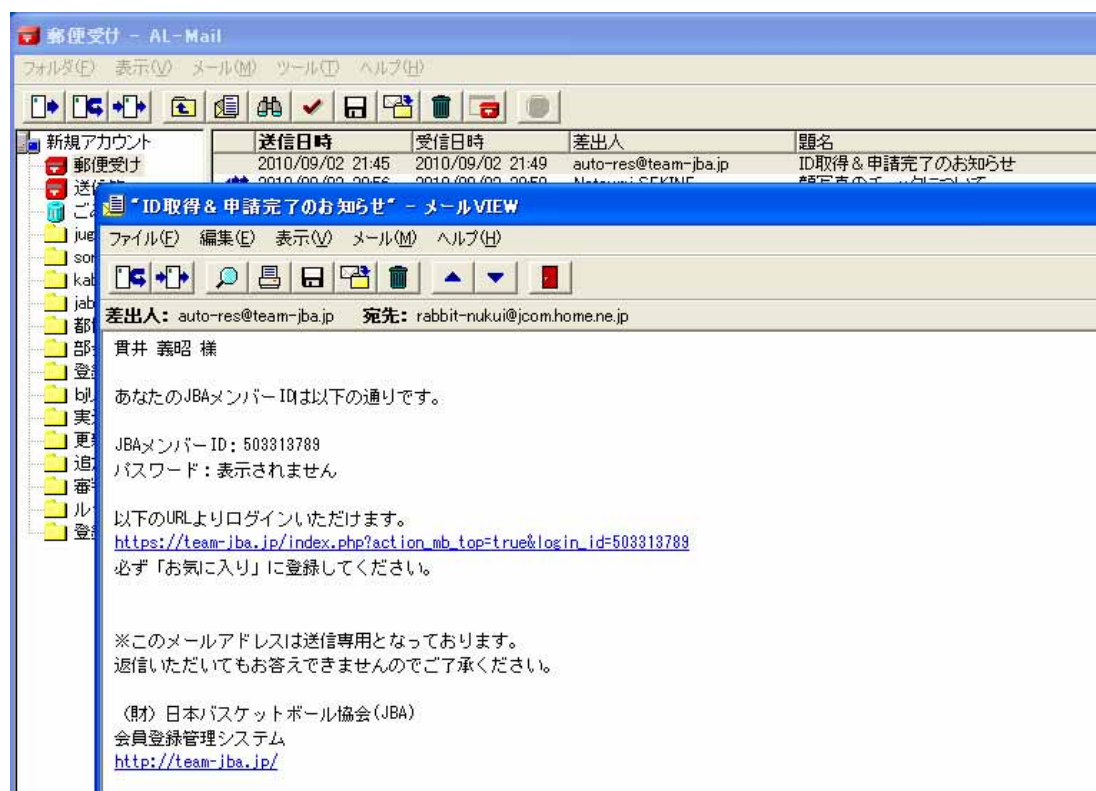 郵便受け - AL-Mail
フォルダ(F) 表示(V) メール(M) ツール(T) ヘルプ(H)
新規アカウント
送信日時 受信日時 差出人 題名
郵便受け
2010/09/02 21:45 2010/09/02 21:49 auto-res@team-jba.jp ID取得&申請完了のお知らせ
"ID取得& 申請完了のお知らせ" - メールVIEW
ファイル(F) 編集(E) 表示(V) メール(M) ヘルプ(H)
差出人: auto-res@team-jba.jp 宛先: rabbit-nukui@jcom.home.ne.jp
貫井 義昭 様
あなたのJBAメンバーIDは以下の通りです。
JBAメンバーID：503313789
パスワード：表示されません
以下のURLよりログインいただけます。
https://team-jba.jp/index.php?action_mb_top=true&login_id=503313789
必ず「お気に入り」に登録してください。
※このメールアドレスは送信専用となっております。
返信いただいてもお答えできませんのでご了承ください。
（財）日本バスケットボール協会(JBA)
会員登録管理システム
http://team-jba.jp/